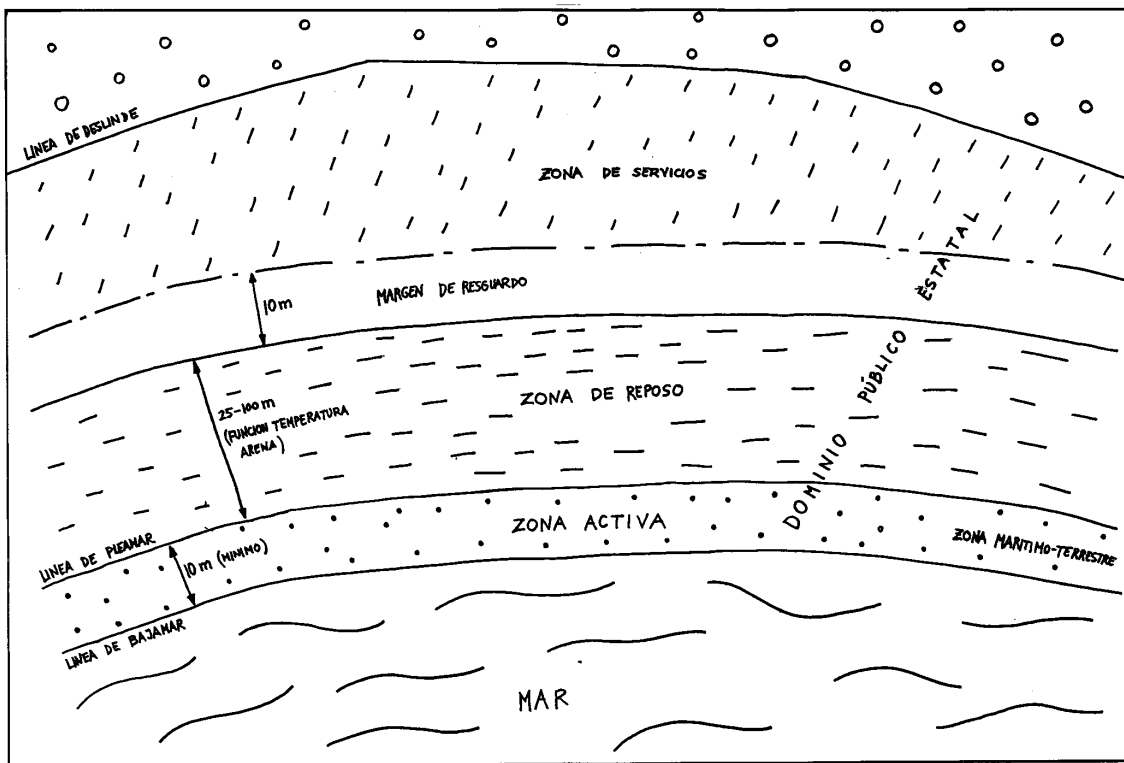 LINEA DE DESLINDE
ZONA DE SERVICIOS
DOMINIO PÚBLICO ESTATAL
10 m
MARGEN DE RESGUARDO
ZONA DE REPOSO
25-100 m
(FUNCION TEMPERATURA
ARENA)
LINEA DE PLEAMAR
ZONA ACTIVA
ZONA MARITIMO-TERRESTRE
10 m (MINIMO)
LINEA DE BAJAMAR
MAR